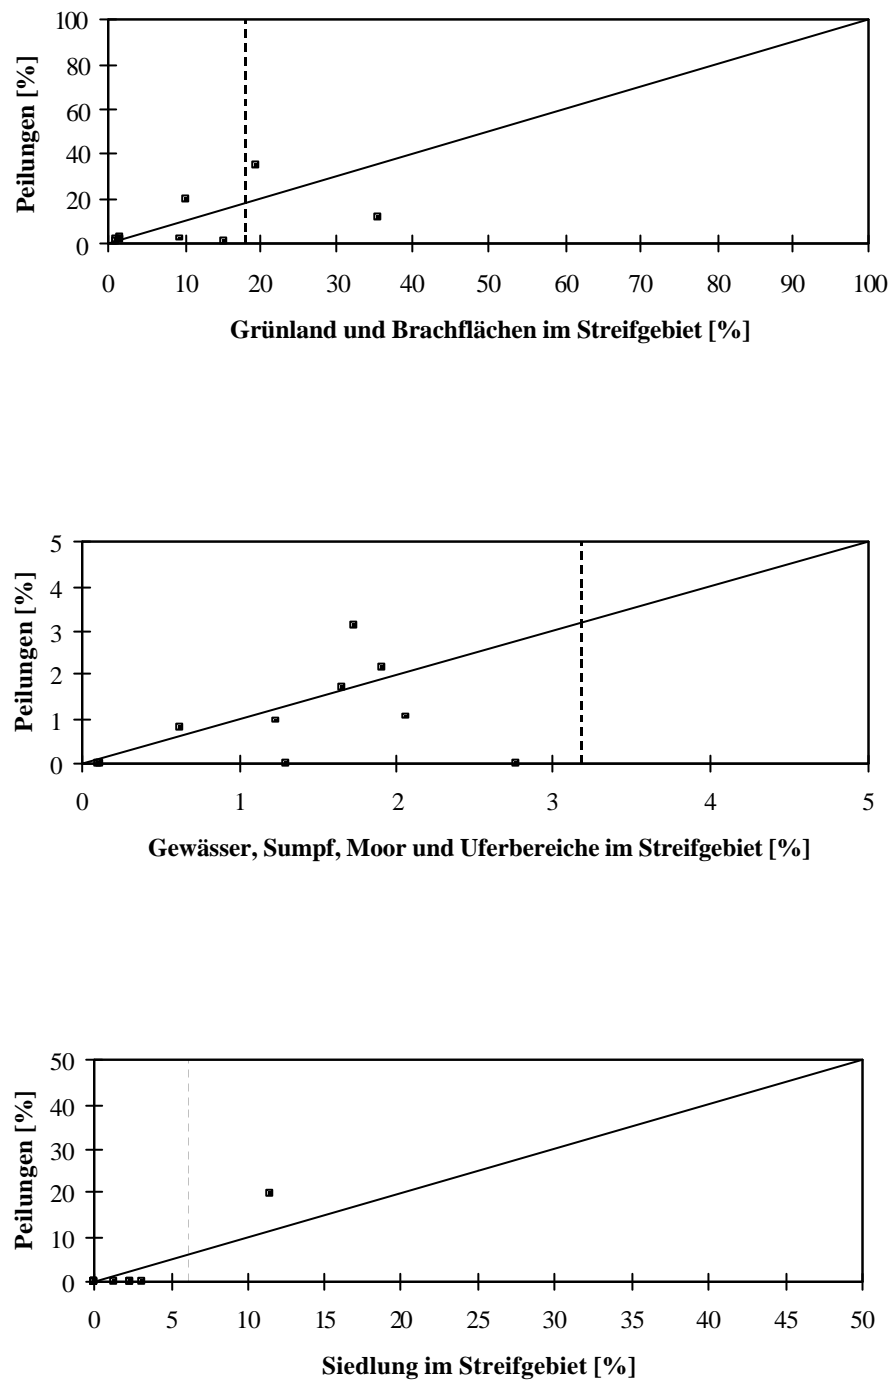 Peilungen [%]
100
80
60
40
20
0
0 10 20 30 40 50 60 70 80 90 100
Grünland und Brachflächen im Streifgebiet [%]
Peilungen [%]
5
4
3
2
1
0
0 1 2 3 4 5
Gewässer, Sumpf, Moor und Uferbereiche im Streifgebiet [%]
Peilungen [%]
50
40
30
20
10
0
0 5 10 15 20 25 30 35 40 45 50
Siedlung im Streifgebiet [%]